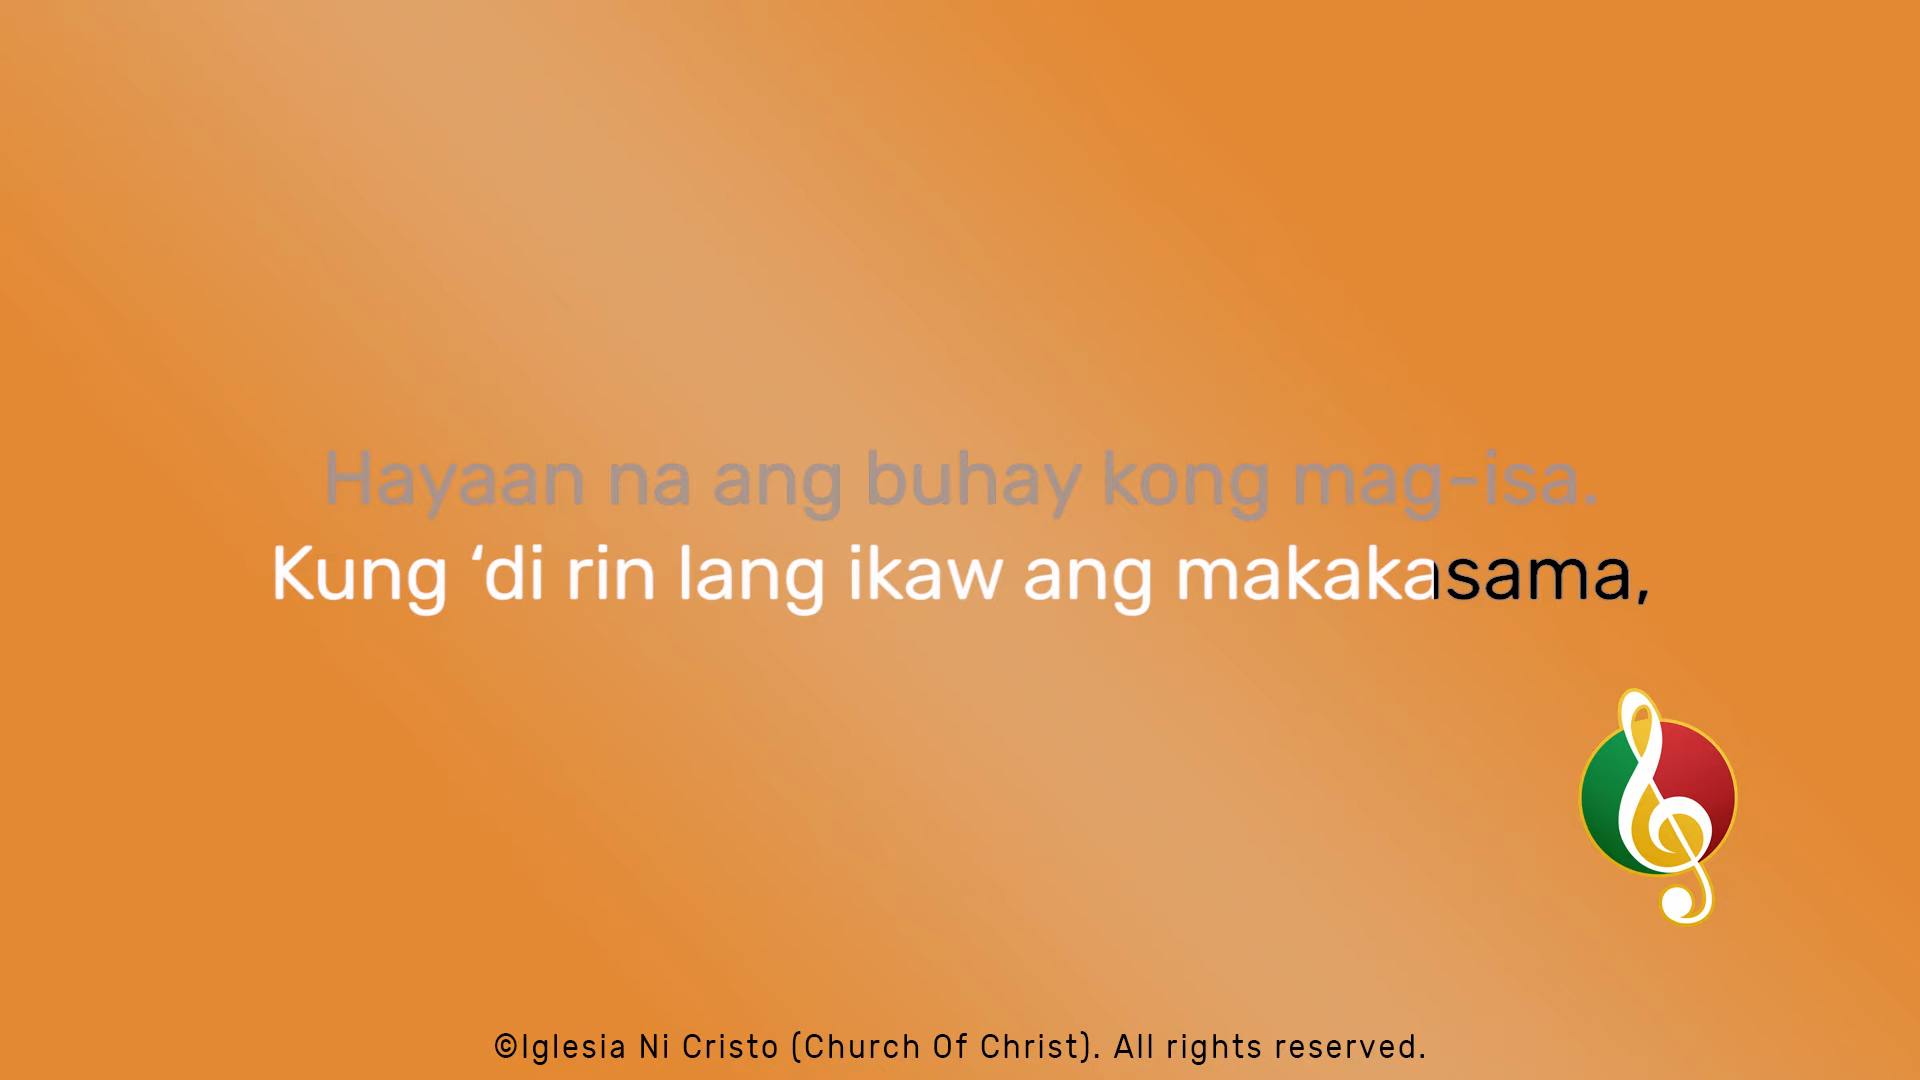 Hayaan na ang buhay kong mag-isa.
Kung ‘di rin lang ikaw ang makakasama,
©Iglesia Ni Cristo (Church Of Christ). All rights reserved.